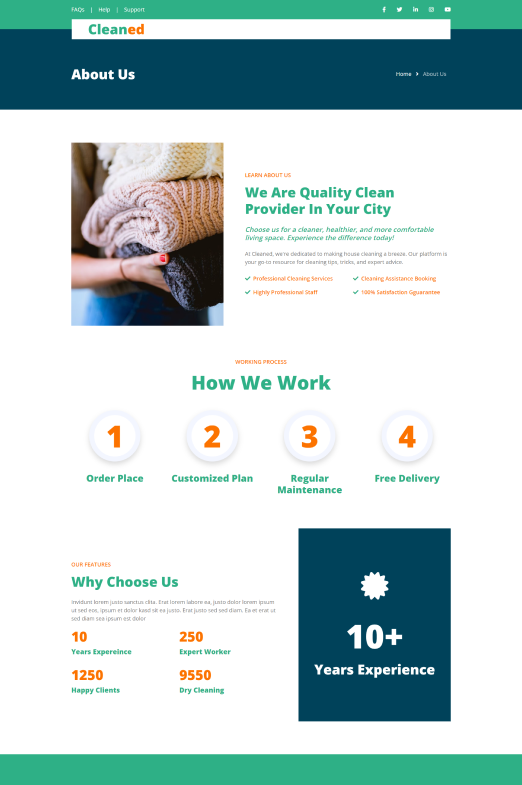 FAQs | Help | Support
Cleaned
About Us
Home > About Us
LEARN ABOUT US
We Are Quality Clean
Provider In Your City
Choose us for a cleaner, healthier, and more comfortable
living space. Experience the difference today!
At Cleaned, we're dedicated to making house cleaning a breeze. Our platform is
your go-to resource for cleaning tips, tricks, and expert advice.
Professional Cleaning Services
Cleaning Assistance Booking
Highly Professional Staff
100% Satisfaction Gguarantee
WORKING PROCESS
How We Work
1
2
3
4
Order Place
Customized Plan
Regular
Maintenance
Free Delivery
OUR FEATURES
Why Choose Us
Invidunt lorem justo sanctus clita. Erat lorem labore ea, justo dolor lorem ipsum
ut sed eos, ipsum et dolor kasd sit ea justo. Erat justo sed sed diam. Ea et erat ut
sed diam sea ipsum est dolor
10
Years Expereince
250
Expert Worker
1250
Happy Clients
9550
Dry Cleaning
10+
Years Experience